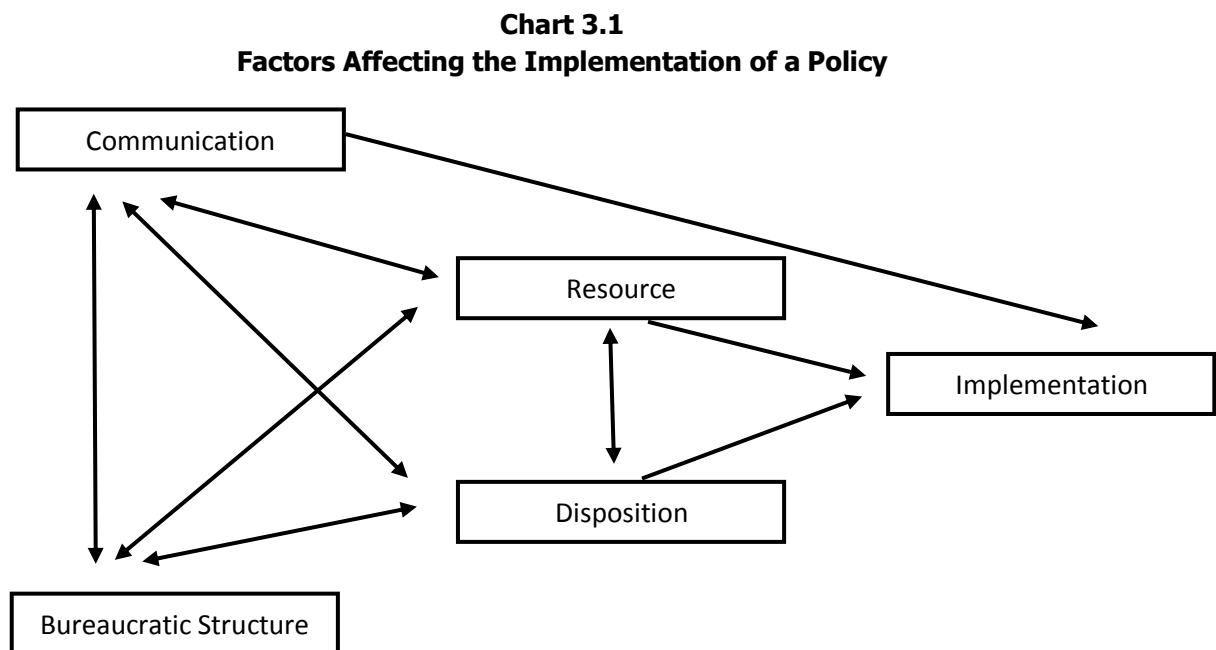 Chart 3.1
Factors Affecting the Implementation of a Policy
Communication
Resource
Implementation
Disposition
Bureaucratic Structure